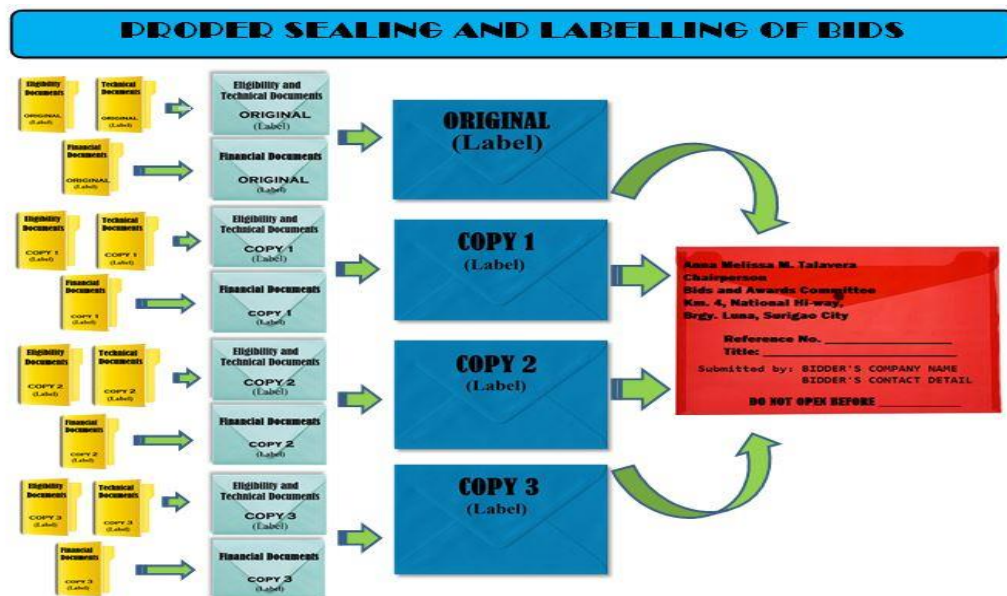 PROPER SEALING AND LABELLING OF BIDS
Eligibility
Documents
ORIGINAL
(Label)
Technical
Documents
ORIGINAL
(Label)
Financial
Documents
ORIGINAL
(Label)
Eligibility and
Technical Documents
ORIGINAL
(Label)
Financial Documents
ORIGINAL
(Label)
ORIGINAL
(Label)
Eligibility
Documents
COPY 1
(Label)
Technical
Documents
COPY 1
(Label)
Financial
Documents
COPY 1
(Label)
Eligibility and
Technical Documents
COPY 1
(Label)
Financial Documents
COPY 1
(Label)
COPY 1
(Label)
Eligibility
Documents
COPY 2
(Label)
Technical
Documents
COPY 2
(Label)
Financial
Documents
COPY 2
(Label)
Eligibility and
Technical Documents
COPY 2
(Label)
Financial Documents
COPY 2
(Label)
COPY 2
(Label)
Eligibility
Documents
COPY 3
(Label)
Technical
Documents
COPY 3
(Label)
Financial
Documents
COPY 3
(Label)
Eligibility and
Technical Documents
COPY 3
(Label)
Financial Documents
COPY 3
(Label)
COPY 3
(Label)
Anna Melissa M. Talavera
Chairperson
Bids and Awards Committee
Km. 4, National Hi-way,
Brgy. Luna, Surigao City
Reference No. ____________________
Title: ______________________________
Submitted by: BIDDER'S COMPANY NAME
BIDDER'S CONTACT DETAIL
DO NOT OPEN BEFORE ____________